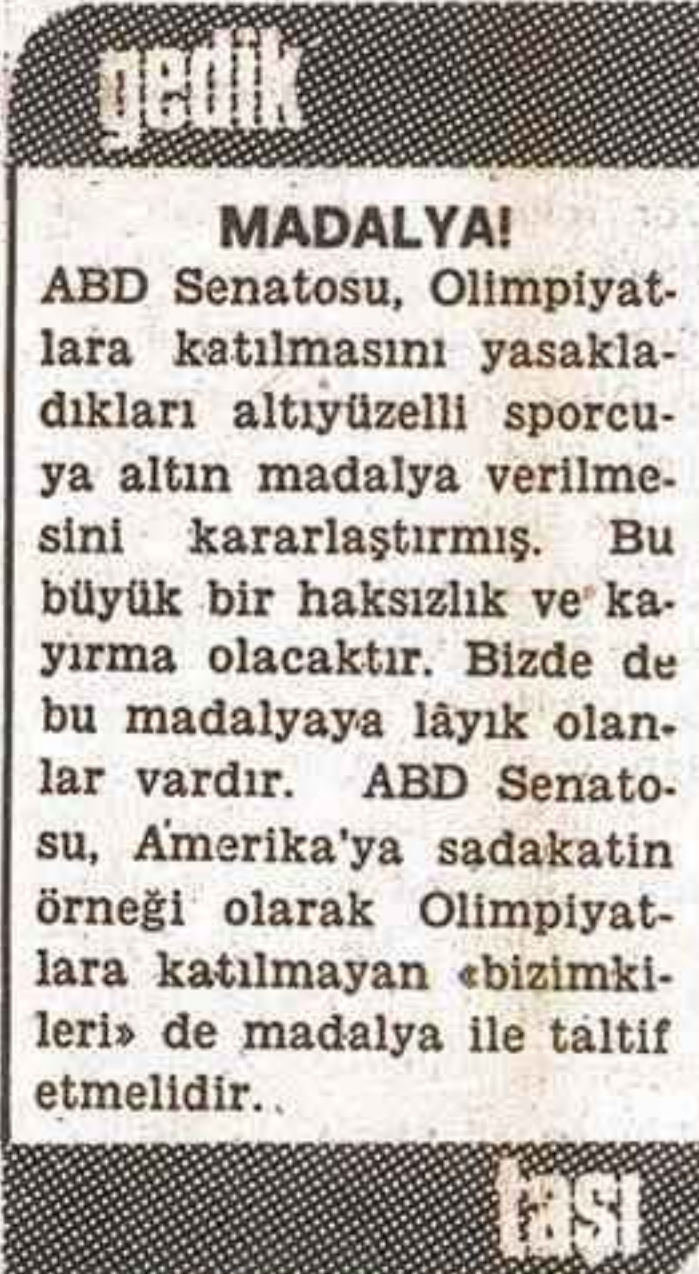 gedik
MADALYA!
ABD Senatosu, Olimpiyat-
lara katılmasını yasakla-
dıkları altıyüzelli sporcu-
ya altın madalya verilme-
sini kararlaştırmış. Bu
büyük bir haksızlık ve ka-
yırma olacaktır. Bizde de
bu madalyaya lâyık olan-
lar vardır. ABD Senato-
su, Amerika'ya sadakatin
örneği olarak Olimpiyat-
lara katılmayan «bizimki-
leri» de madalya ile taltif
etmelidir.
taşı